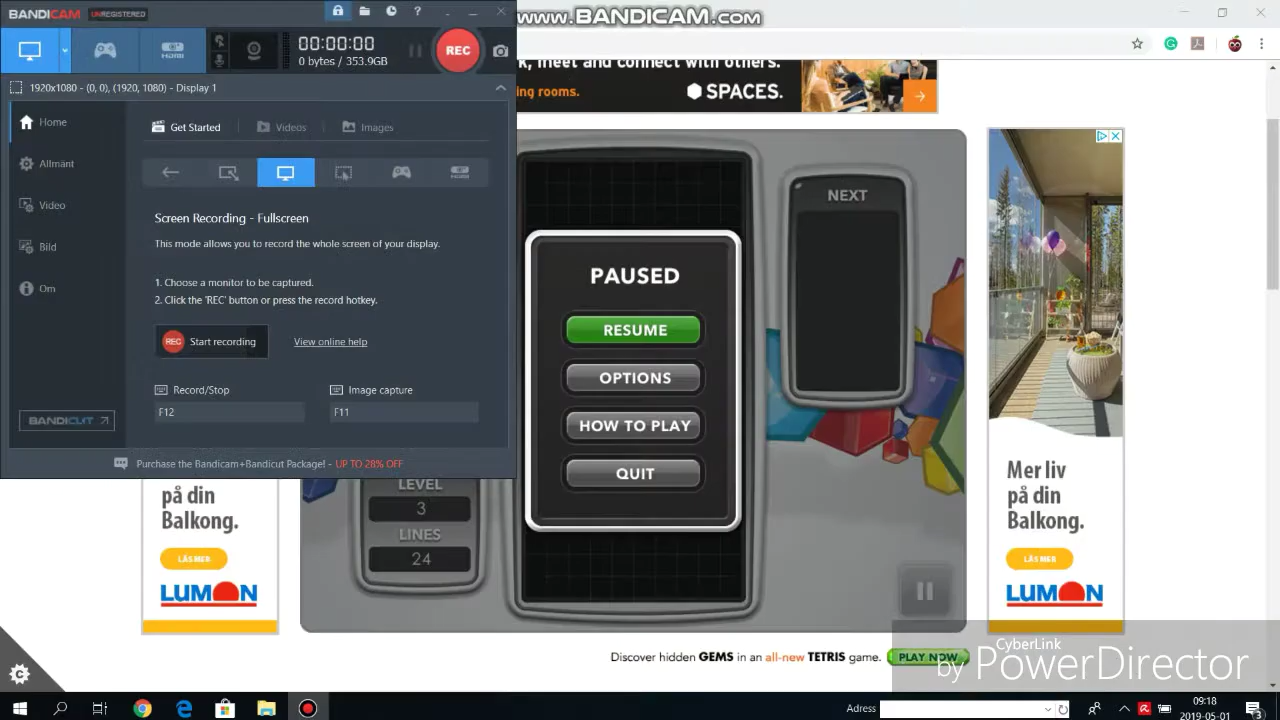 BANDICAM UNREGISTERED
www.BANDICAM.com
HDMI
00:00:00
0 bytes / 353.9GB
REC
1920x1080 - (0, 0), (1920, 1080) - Display 1
Home
Allmänt
Video
Bild
Om
BANDICUT
Get Started
Videos
Images
HDMI
Screen Recording - Fullscreen
This mode allows you to record the whole screen of your display.
1. Choose a monitor to be captured.
2. Click the 'REC' button or press the record hotkey.
REC Start recording
View online help
Record/Stop
Image capture
F12
F11
Purchase the Bandicam+Bandicut Package! - UP TO 28% OFF
, meet and connect with others.
ing rooms.
SPACES.
NEXT
PAUSED
RESUME
OPTIONS
HOW TO PLAY
QUIT
LEVEL
3
LINES
24
på din
Balkong.
LÄS MER
LUMON
Mer liv
på din
Balkong.
LÄS MER
LUMON
Discover hidden GEMS in an all-new TETRIS game.
PLAY NOW
CyberLink
by PowerDirector
Adress
09:18
2019-05-01
3